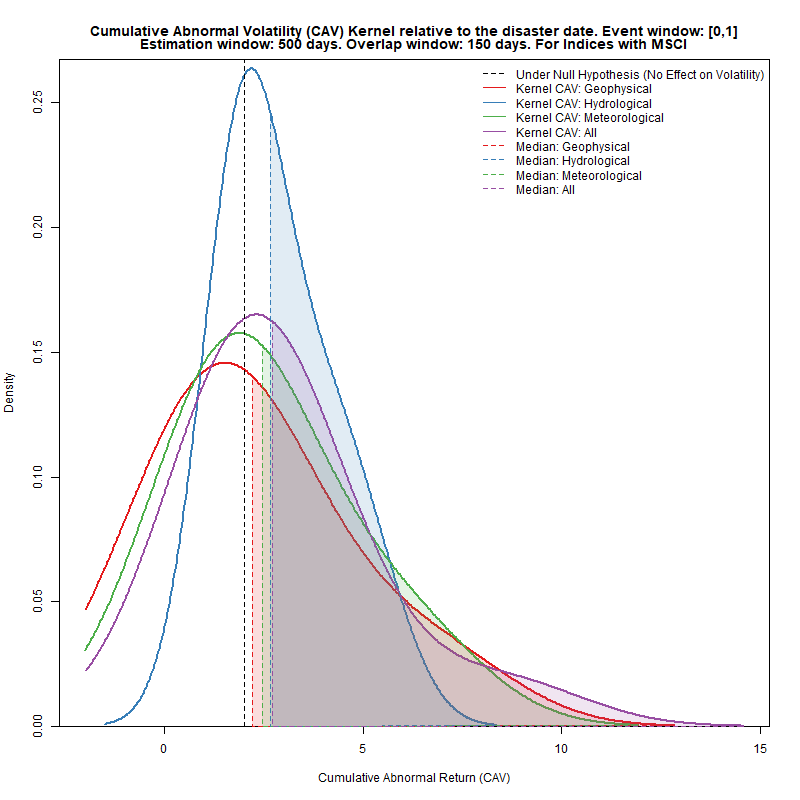 Cumulative Abnormal Volatility (CAV) Kernel relative to the disaster date. Event window: [0,1]
Estimation window: 500 days. Overlap window: 150 days. For Indices with MSCI
Under Null Hypothesis (No Effect on Volatility)
Kernel CAV: Geophysical
Kernel CAV: Hydrological
Kernel CAV: Meteorological
Kernel CAV: All
Median: Geophysical
Median: Hydrological
Median: Meteorological
Median: All
Density
0.25
0.20
0.15
0.10
0.05
0.00
0 5 10 15
Cumulative Abnormal Return (CAV)